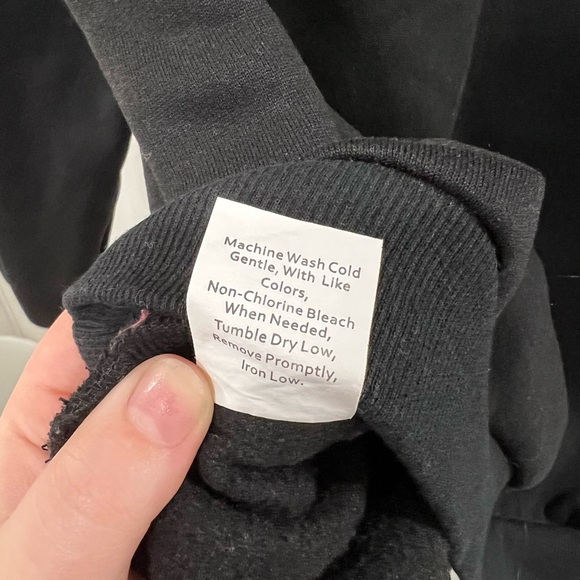 Machine Wash Cold
Gentle, With Like
Colors,
Non-Chlorine Bleach
When Needed,
Tumble Dry Low,
Remove Promptly,
Iron Low.